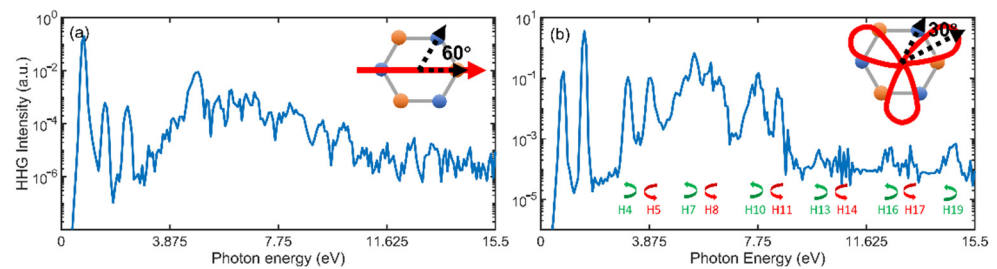 (a)
60°
HHG Intensity (a.u.)
10^0
10^-2
10^-4
10^-6
0 3.875 7.75 11.625 15.5
Photon energy (eV)
(b)
30°
10^1
10^-1
10^-3
10^-5
H4 H5 H7 H8 H10 H11 H13 H14 H16 H17 H19
0 3.875 7.75 11.625 15.5
Photon Energy (eV)